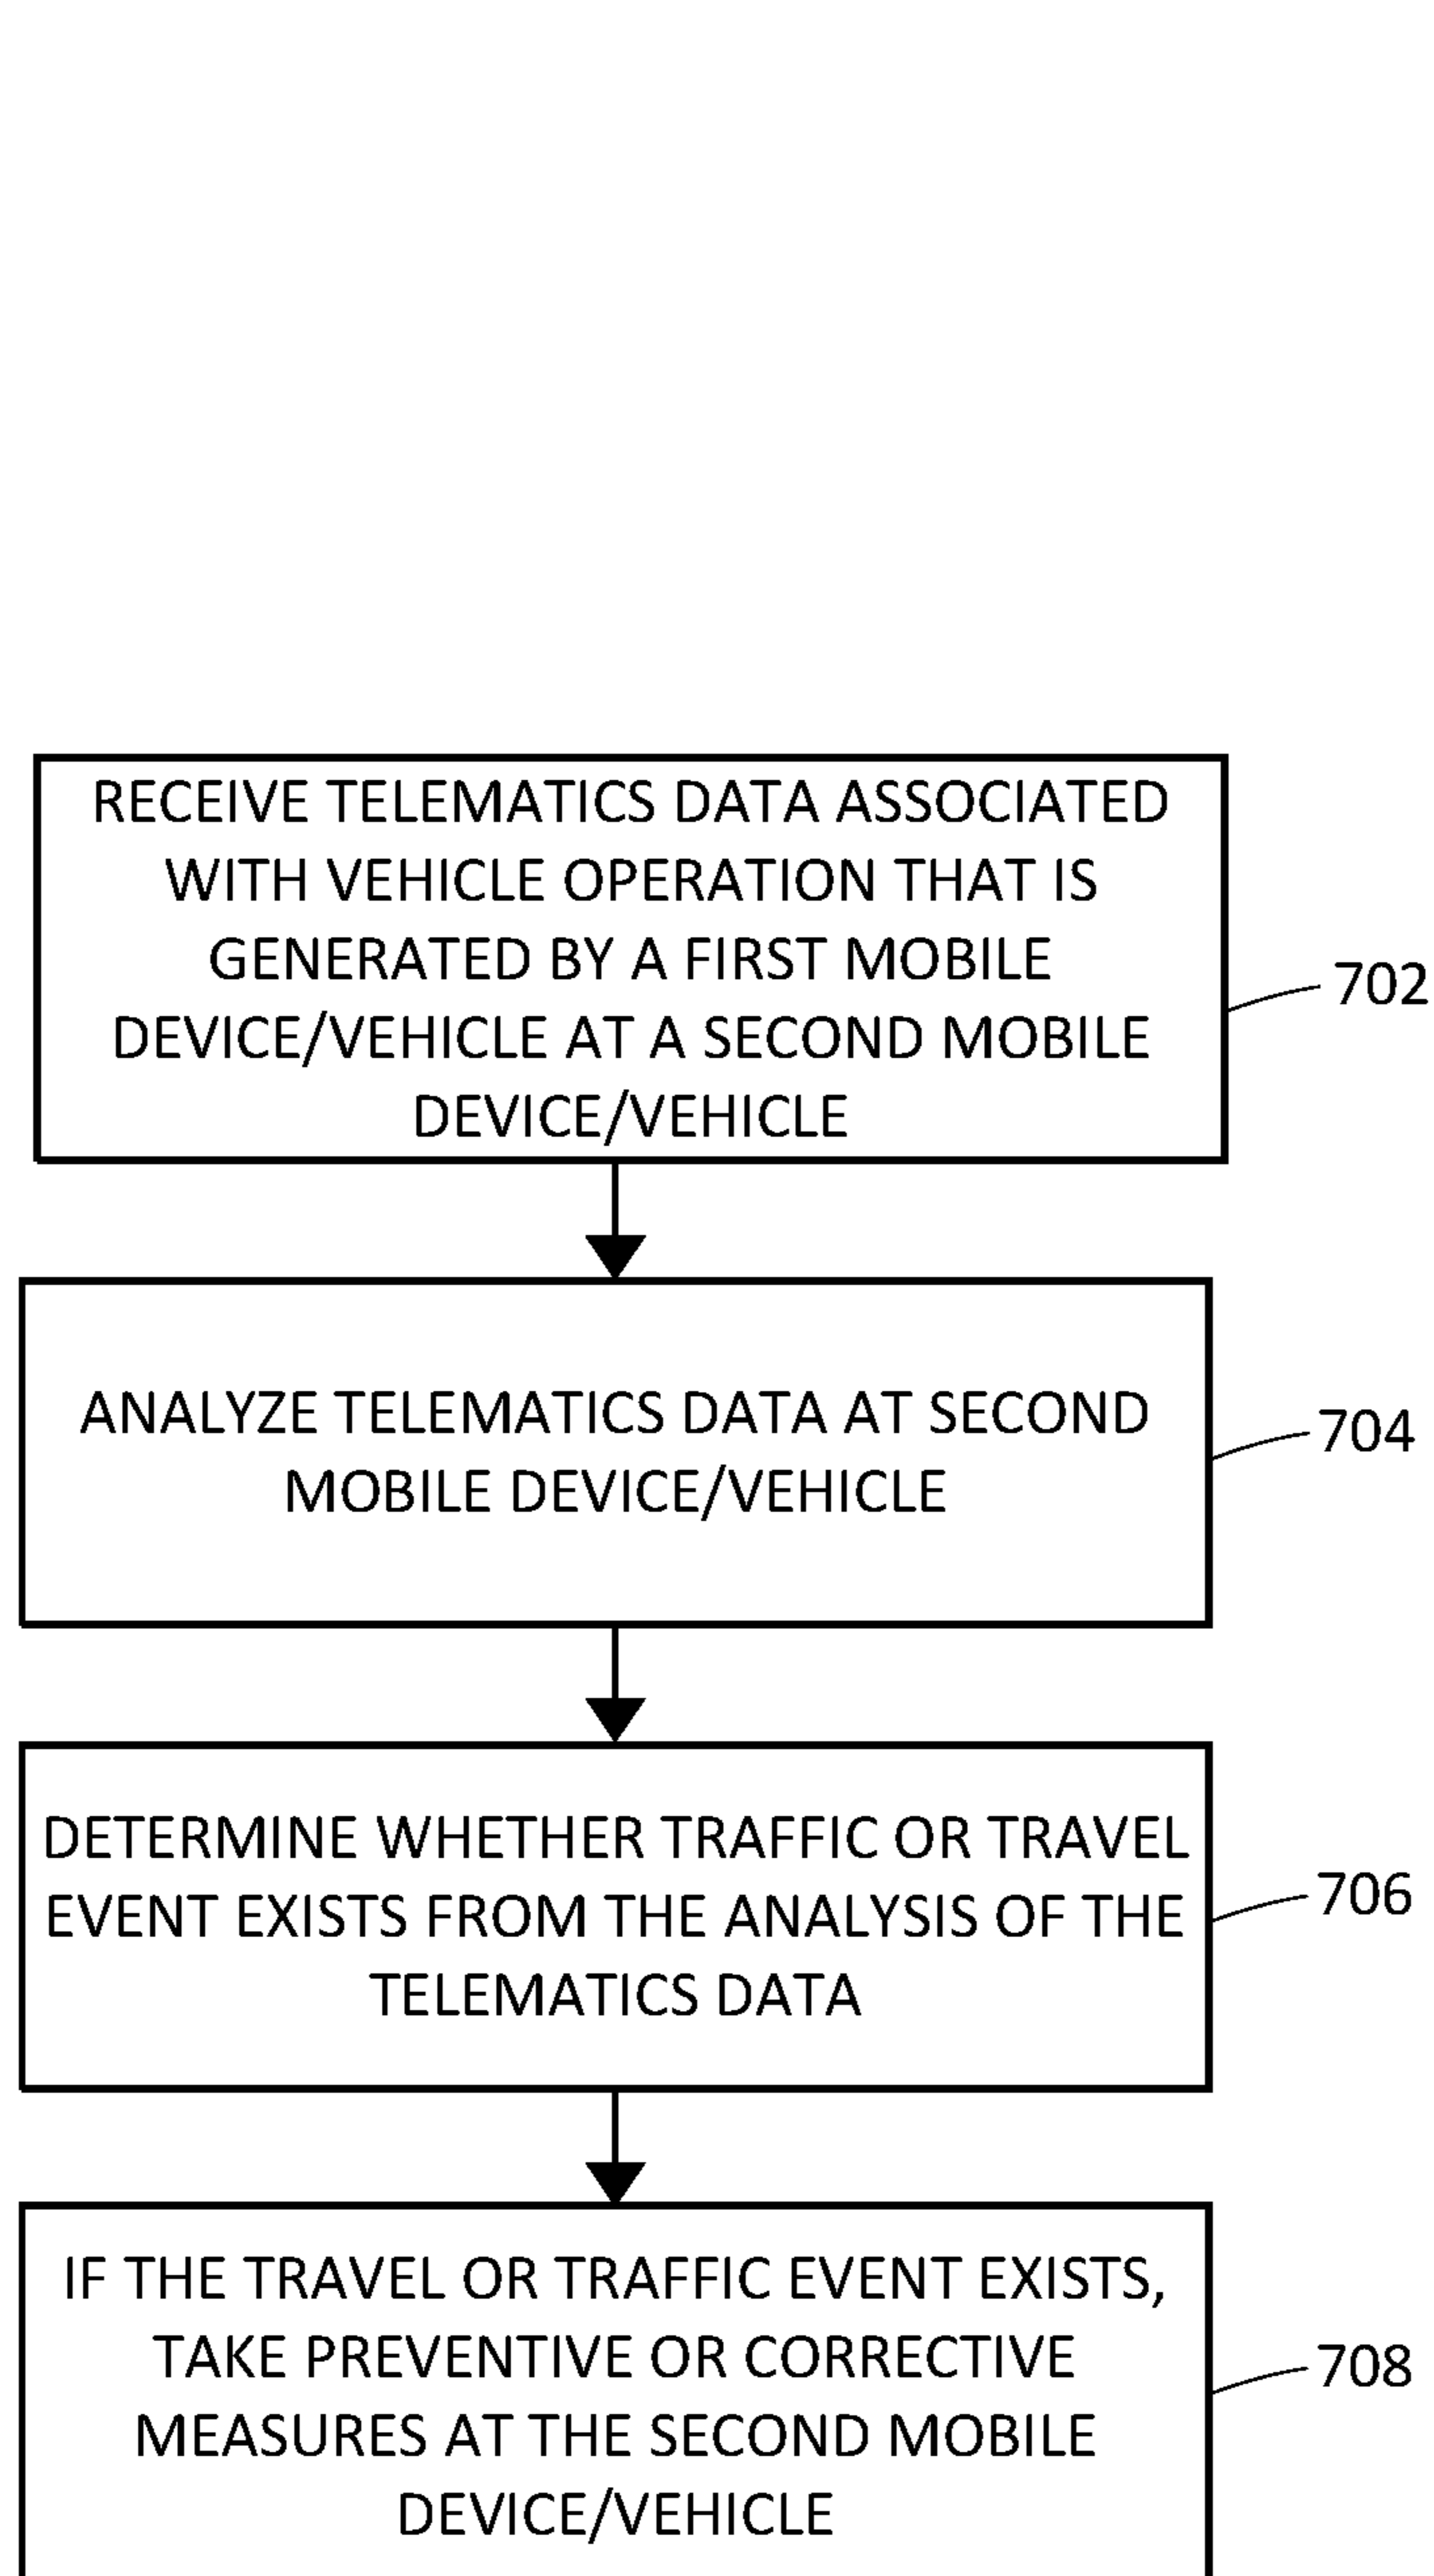 RECEIVE TELEMATICS DATA ASSOCIATED
WITH VEHICLE OPERATION THAT IS
GENERATED BY A FIRST MOBILE
DEVICE/VEHICLE AT A SECOND MOBILE
DEVICE/VEHICLE
702
ANALYZE TELEMATICS DATA AT SECOND
MOBILE DEVICE/VEHICLE
704
DETERMINE WHETHER TRAFFIC OR TRAVEL
EVENT EXISTS FROM THE ANALYSIS OF THE
TELEMATICS DATA
706
IF THE TRAVEL OR TRAFFIC EVENT EXISTS,
TAKE PREVENTIVE OR CORRECTIVE
MEASURES AT THE SECOND MOBILE
DEVICE/VEHICLE
708